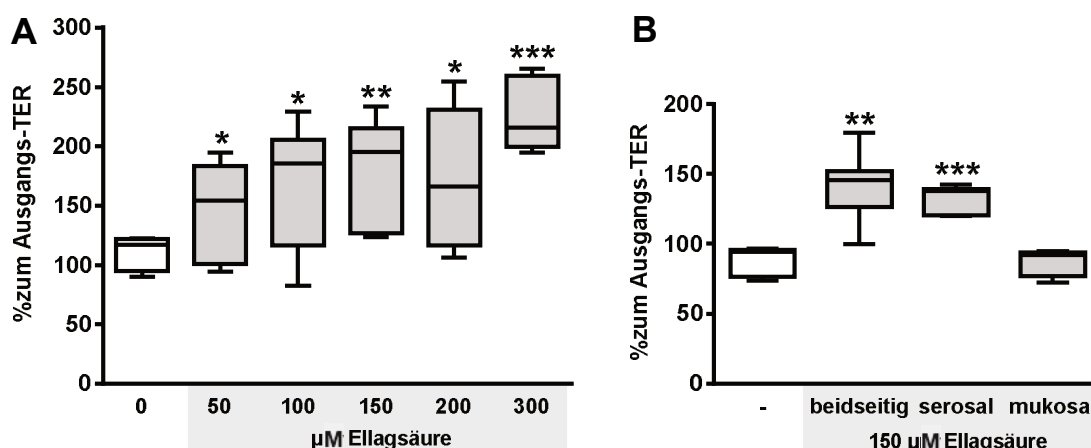 A
%zum Ausgangs-TER
300
250
200
150
100
50
0
*
*
**
*
***
0 50 100 150 200 300
µM Ellagsäure
B
%zum Ausgangs-TER
200
150
100
50
0
**
***
- beidseitig serosal mukosal
150 µM Ellagsäure